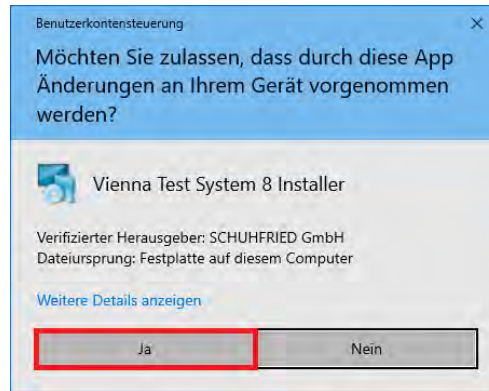 Benutzerkontensteuerung
Möchten Sie zulassen, dass durch diese App
Änderungen an Ihrem Gerät vorgenommen
werden?
Vienna Test System 8 Installer
Verifizierter Herausgeber: SCHUHFRIED GmbH
Dateiursprung: Festplatte auf diesem Computer
Weitere Details anzeigen
Ja Nein